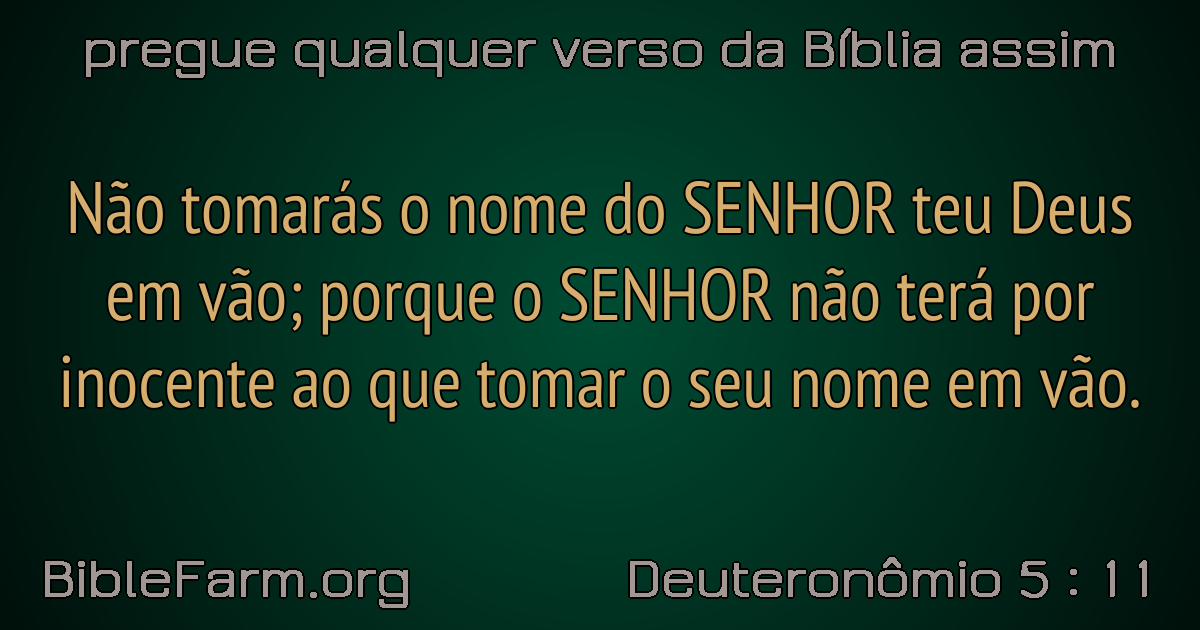 pregue qualquer verso da Bíblia assim
Não tomarás o nome do SENHOR teu Deus
em vão; porque o SENHOR não terá por
inocente ao que tomar o seu nome em vão.
BibleFarm.org
Deuteronômio 5 : 11